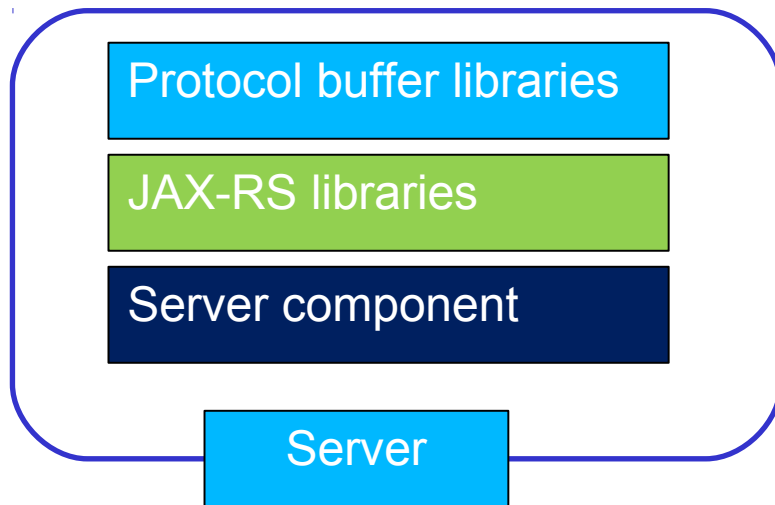 Protocol buffer libraries
JAX-RS libraries
Server component
Server